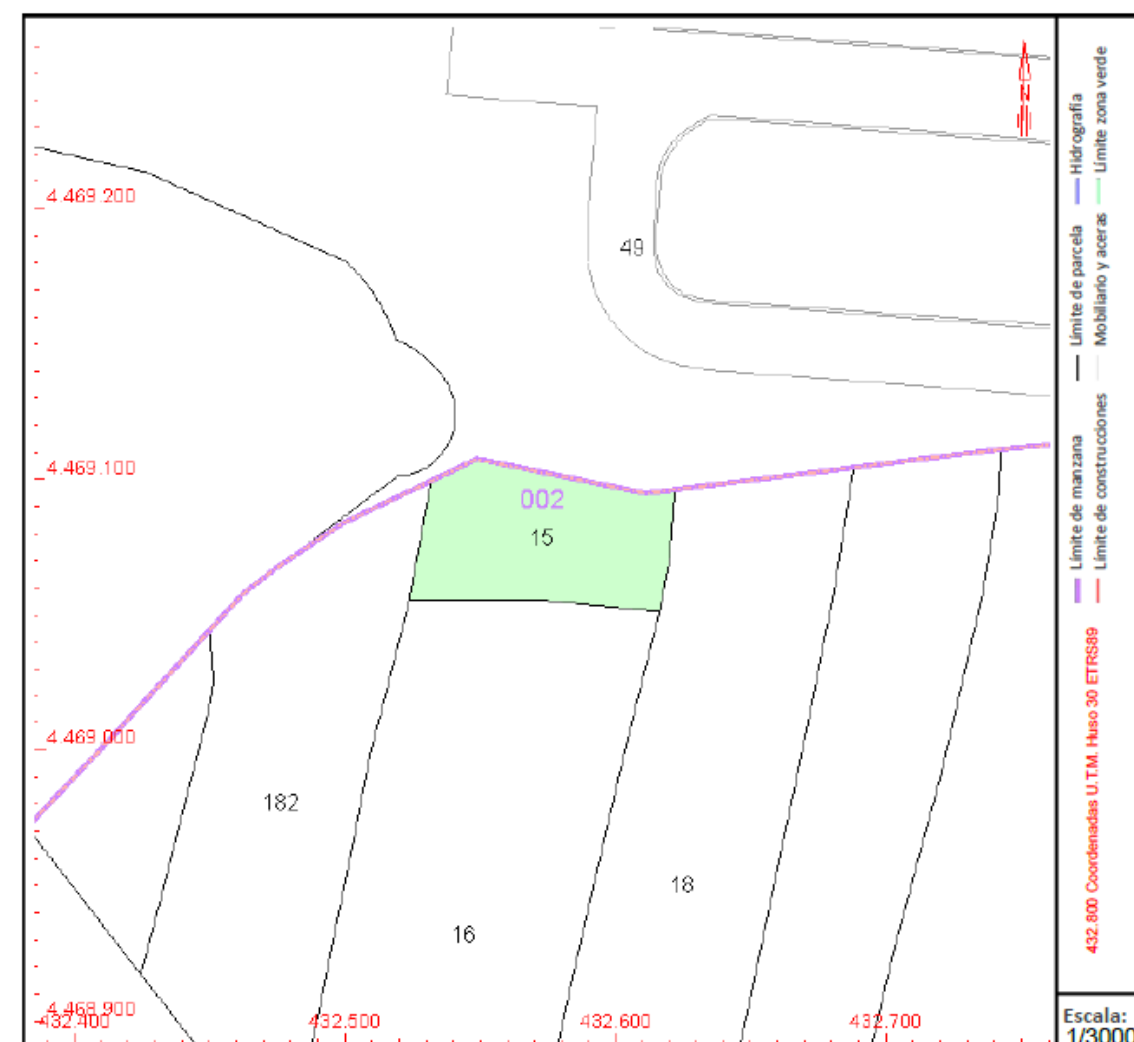 4.469.200
49
4.469.100
002
15
4.469.000
182
18
16
4.468.900
432.400
432.500
432.600
432.700
N
Límite de manzana
Límite de parcela
Hidrografía
Límite de construcciones
Mobiliario y aceras
Límite zona verde
432.800 Coordenadas U.T.M. Huso 30 ETRS89
Escala:
1/3000